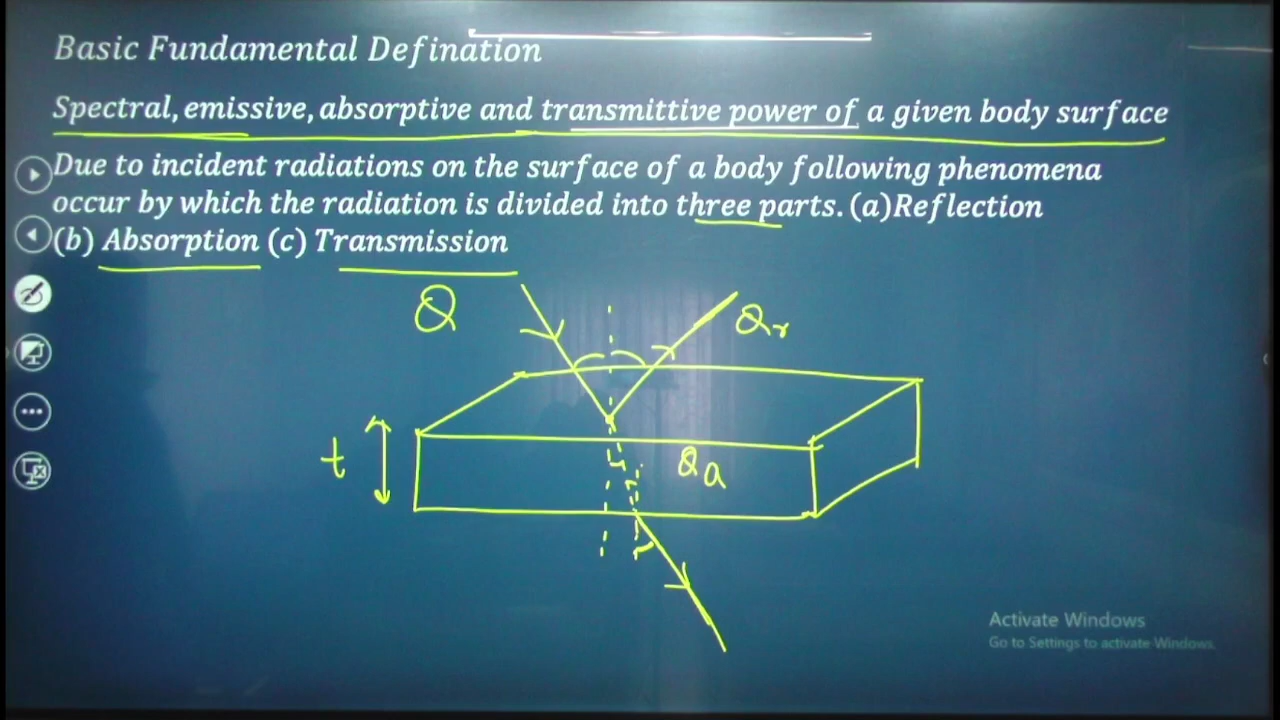 Basic Fundamental Defination
Spectral, emissive, absorptive and transmittive power of a given body surface
Due to incident radiations on the surface of a body following phenomena
occur by which the radiation is divided into three parts. (a)Reflection
(b) Absorption (c) Transmission
Q
Qr
t
Qa
Activate Windows
Go to Settings to activate Windows.